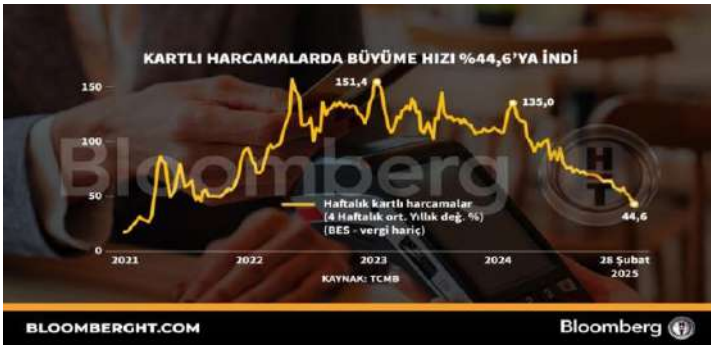 KARTLI HARCAMALARDA BÜYÜME HIZI %44,6'YA İNDİ
150
151,4
135,0
100
Bloomberg HT
50
Haftalık kartlı harcamalar
(4 Haftalık ort. Yıllık değ. %)
(BES - vergi hariç)
44,6
0
2021
2022
2023
2024
28 Şubat
2025
KAYNAK: TCMB
BLOOMBERGHT.COM
Bloomberg HT